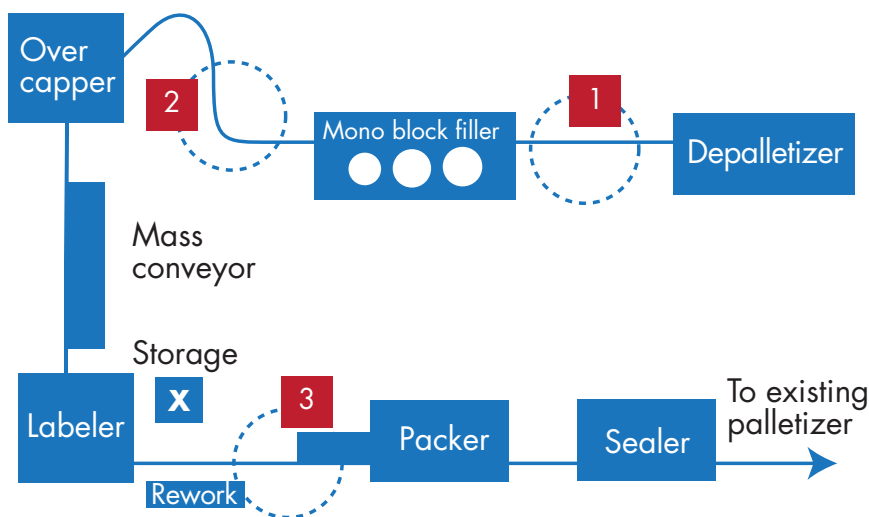 Over
capper
2
Mono block filler
1
Depalletizer
Mass
conveyor
Storage
X
Labeler
Rework
3
Packer
Sealer
To existing
palletizer